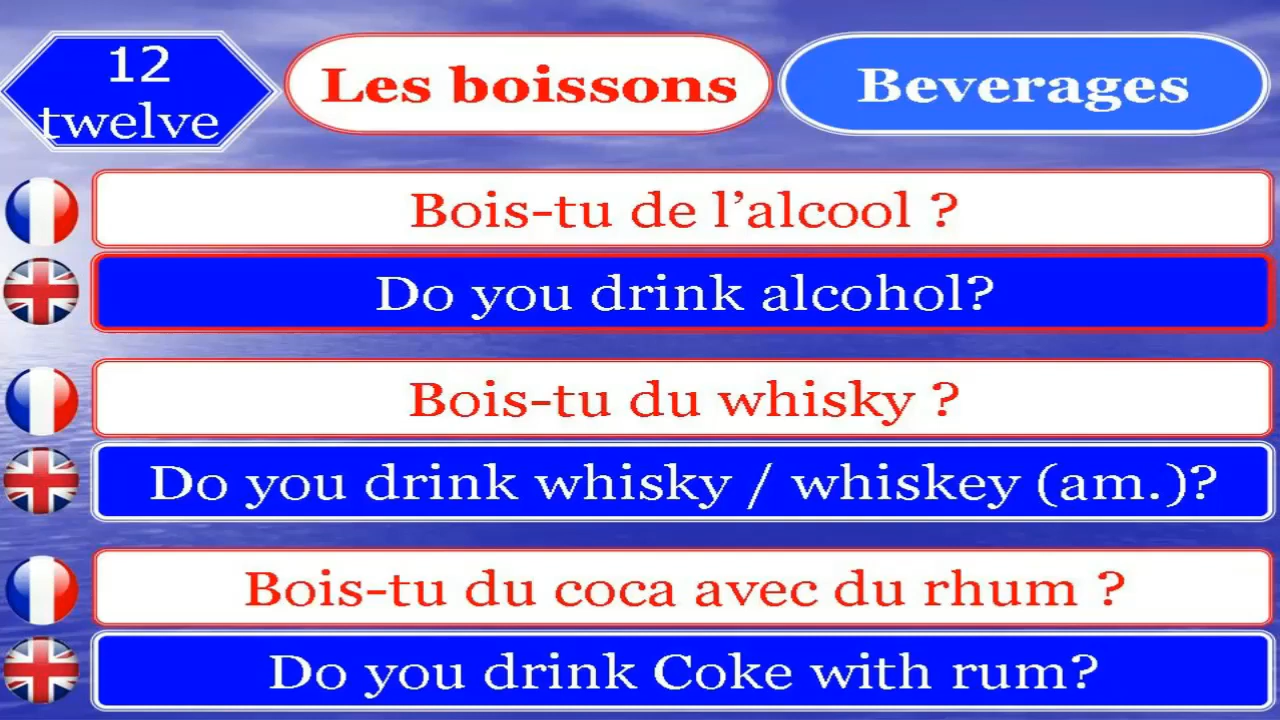 12
twelve
Les boissons
Beverages
Bois-tu de l’alcool ?
Do you drink alcohol?
Bois-tu du whisky ?
Do you drink whisky / whiskey (am.)?
Bois-tu du coca avec du rhum ?
Do you drink Coke with rum?